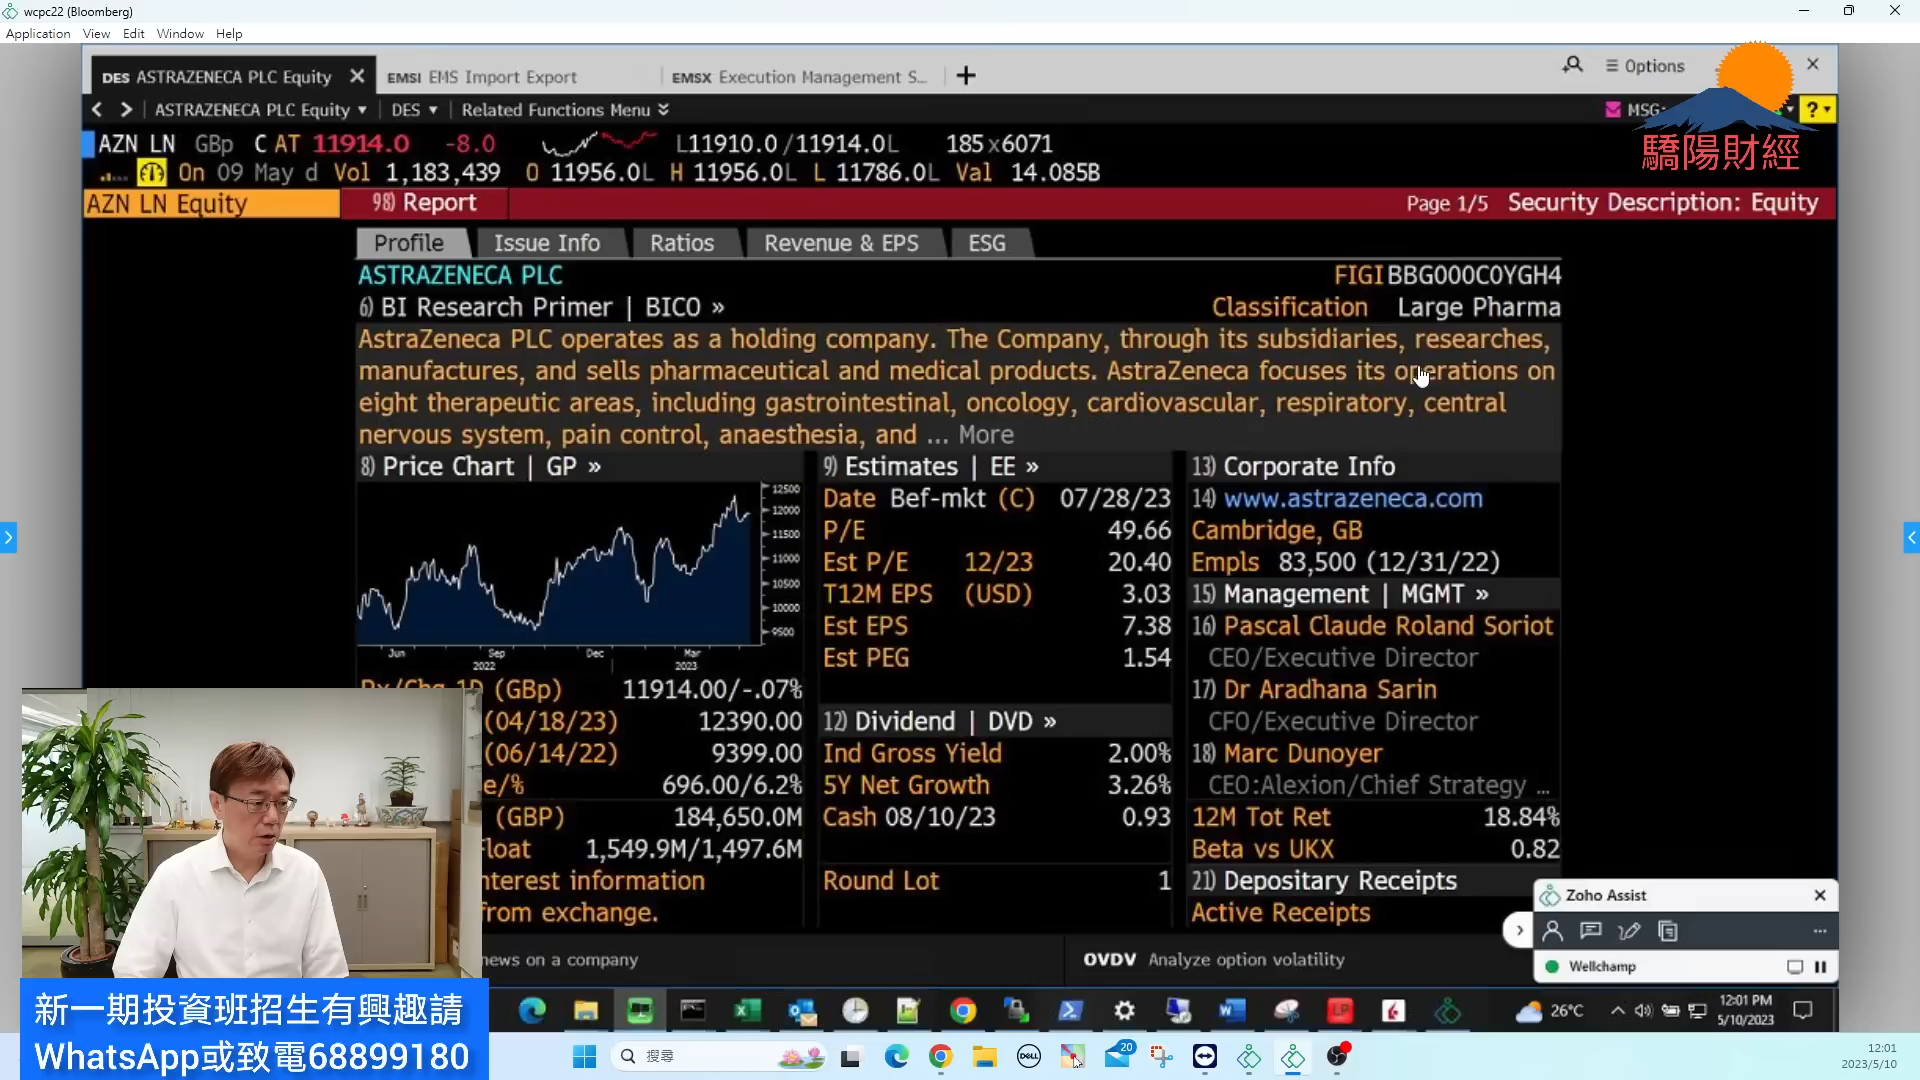 wcpc22 (Bloomberg)
Application View Edit Window Help
DES ASTRAZENECA PLC Equity EMSI EMS Import Export EMSX Execution Management S...
Options
ASTRAZENECA PLC Equity DES Related Functions Menu
MSG:
驕陽財經
AZN LN GBp C AT 11914.0 -8.0 L11910.0/11914.0L 185x6071
On 09 May d Vol 1,183,439 O 11956.0L H 11956.0L L 11786.0L Val 14.085B
AZN LN Equity 98) Report Page 1/5 Security Description: Equity
Profile Issue Info Ratios Revenue & EPS ESG
ASTRAZENECA PLC FIGI BBG000C0YGH4
6) BI Research Primer | BICO » Classification Large Pharma
AstraZeneca PLC operates as a holding company. The Company, through its subsidiaries, researches,
manufactures, and sells pharmaceutical and medical products. AstraZeneca focuses its operations on
eight therapeutic areas, including gastrointestinal, oncology, cardiovascular, respiratory, central
nervous system, pain control, anaesthesia, and ... More
8) Price Chart | GP »
12500
12000
11500
11000
10500
10000
9500
Jun Sep Dec Mar
2022 2023
(GBp) 11914.00/-.07%
(04/18/23) 12390.00
(06/14/22) 9399.00
e/% 696.00/6.2%
(GBP) 184,650.0M
loat 1,549.9M/1,497.6M
nterest information
from exchange.
9) Estimates | EE »
Date Bef-mkt (C) 07/28/23
P/E 49.66
Est P/E 12/23 20.40
T12M EPS (USD) 3.03
Est EPS 7.38
Est PEG 1.54
12) Dividend | DVD »
Ind Gross Yield 2.00%
5Y Net Growth 3.26%
Cash 08/10/23 0.93
Round Lot 1
13) Corporate Info
14) www.astrazeneca.com
Cambridge, GB
Empls 83,500 (12/31/22)
15) Management | MGMT »
16) Pascal Claude Roland Soriot
CEO/Executive Director
17) Dr Aradhana Sarin
CFO/Executive Director
18) Marc Dunoyer
CEO:Alexion/Chief Strategy ...
12M Tot Ret 18.84%
Beta vs UKX 0.82
21) Depositary Receipts
Active Receipts
news on a company
OVDV Analyze option volatility
Zoho Assist
Wellchamp
26°C
12:01 PM
5/10/2023
新一期投資班招生有興趣請
WhatsApp或致電68899180
搜尋
DELL
20
12:01
2023/5/10